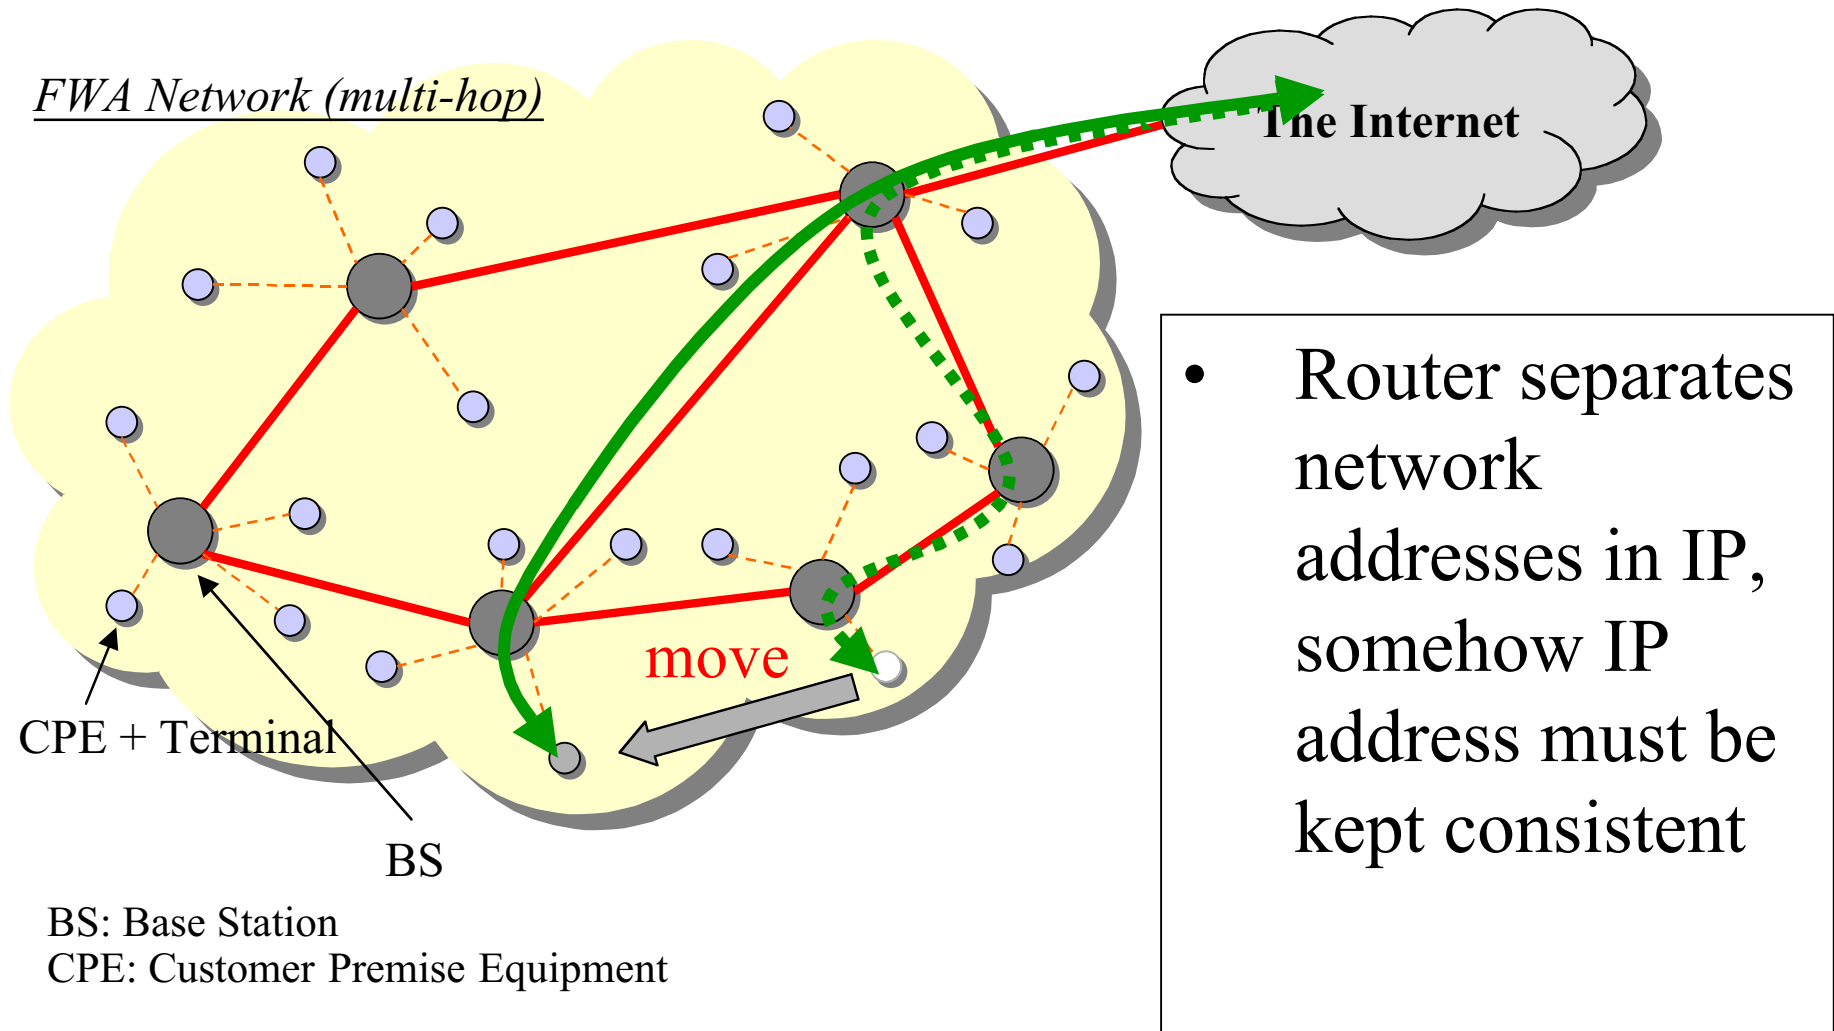 FWA Network (multi-hop)
The Internet
• Router separates
network
addresses in IP,
somehow IP
address must be
kept consistent
move
CPE + Terminal
BS
BS: Base Station
CPE: Customer Premise Equipment